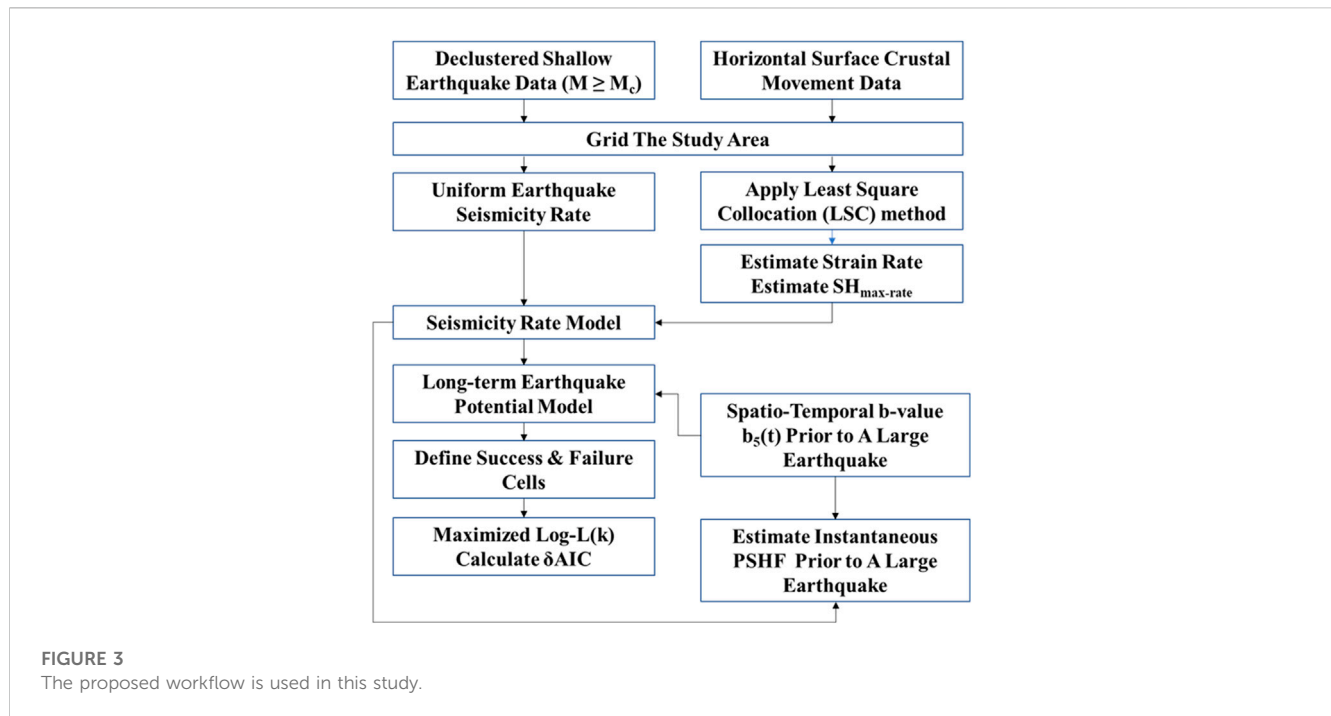 Declustered Shallow
Earthquake Data (M ≥ Mc)
Horizontal Surface Crustal
Movement Data
Grid The Study Area
Uniform Earthquake
Seismicity Rate
Apply Least Square
Collocation (LSC) method
Estimate Strain Rate
Estimate SHmax-rate
Seismicity Rate Model
Long-term Earthquake
Potential Model
Spatio-Temporal b-value
b5(t) Prior to A Large
Earthquake
Define Success & Failure
Cells
Maximized Log-L(k)
Calculate δAIC
Estimate Instantaneous
PSHF Prior to A Large
Earthquake
FIGURE 3
The proposed workflow is used in this study.